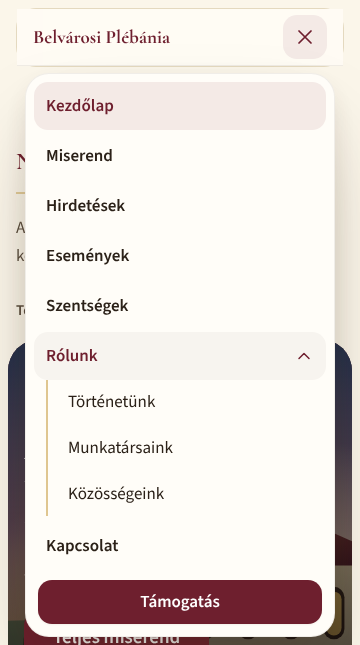 Belvárosi Plébánia
Kezdőlap
Miserend
Hirdetések
Események
Szentségek
Rólunk
Történetünk
Munkatársaink
Közösségeink
Kapcsolat
Támogatás
Teljes miserend